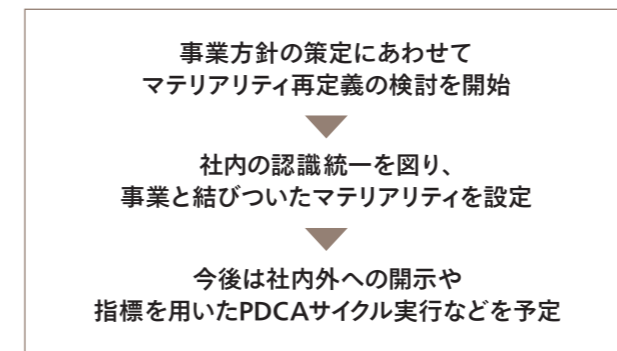 事業方針の策定にあわせて
マテリアリティ再定義の検討を開始
社内の認識統一を図り、
事業と結びついたマテリアリティを設定
今後は社内外への開示や
指標を用いたPDCAサイクル実行などを予定